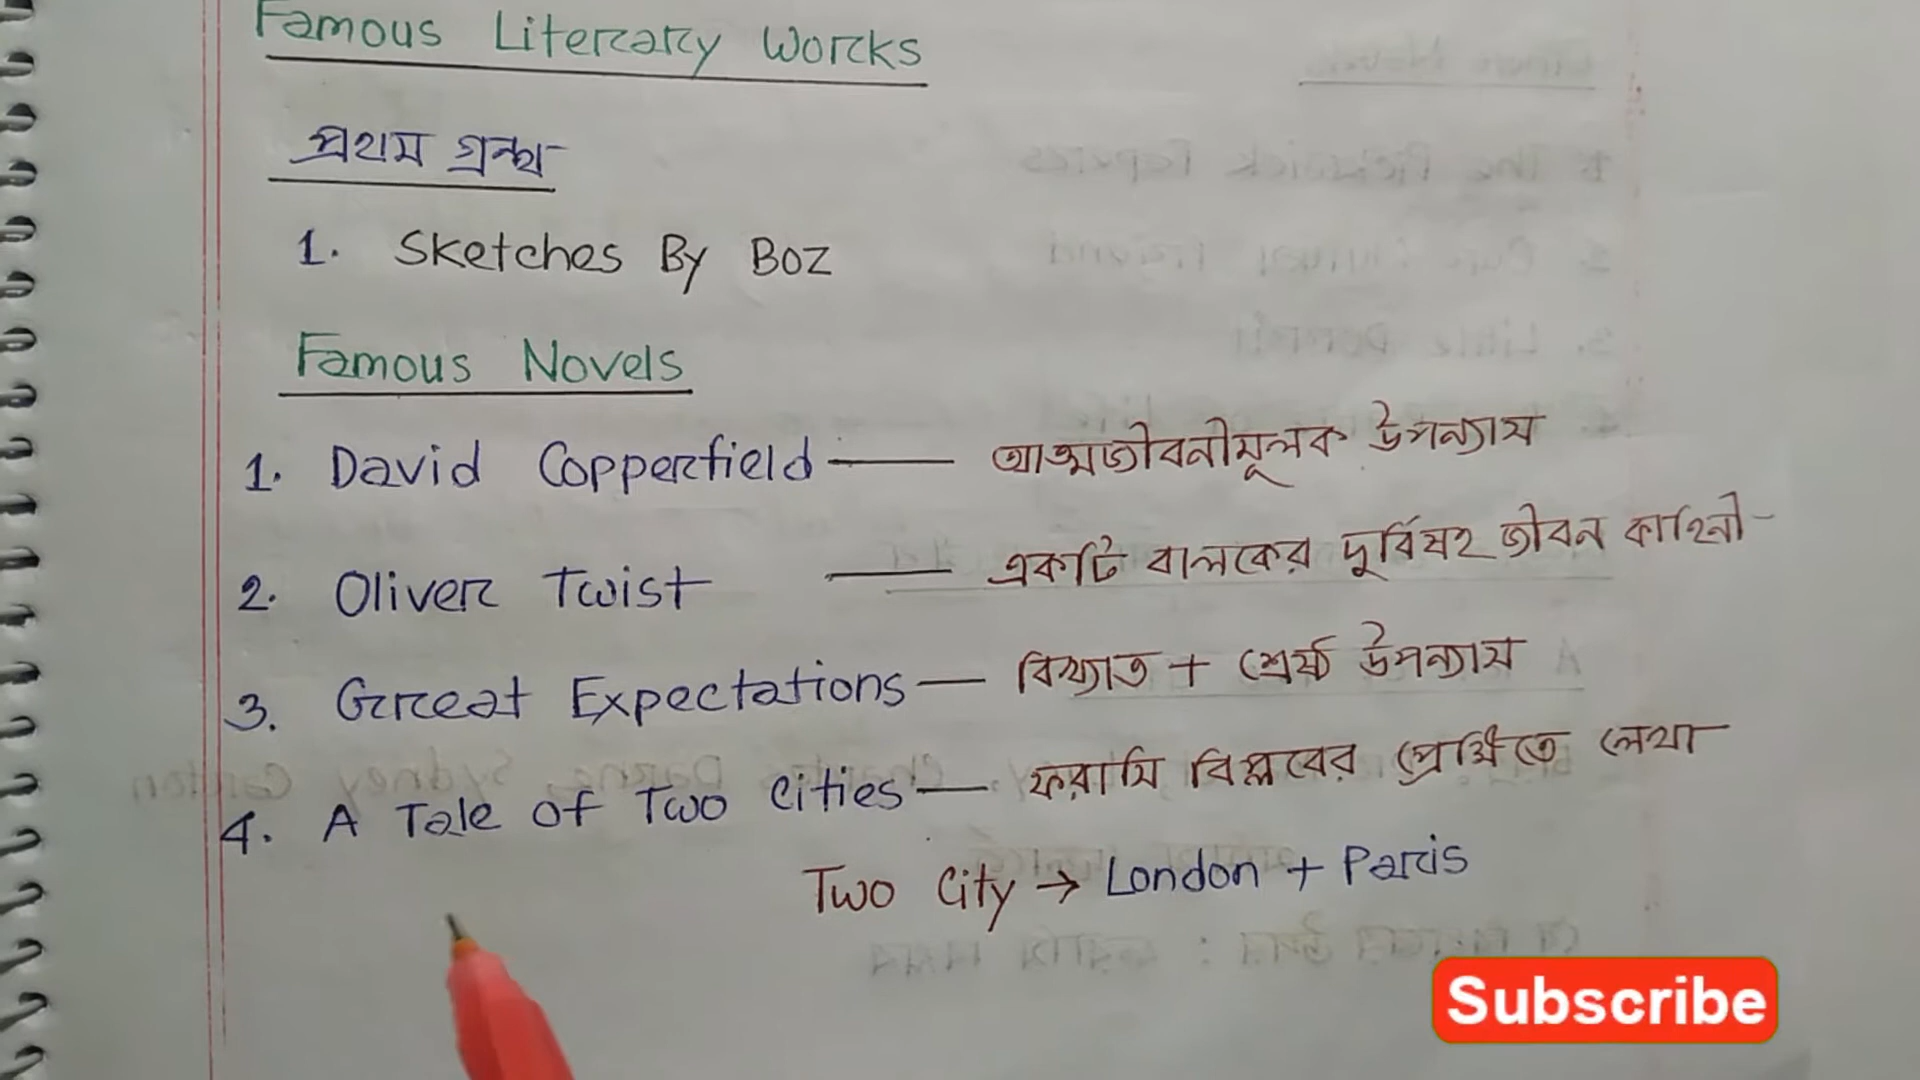 Famous Literary Works
প্রথম গ্রন্থ
1. Sketches By Boz
Famous Novels
1. David Copperfield — আত্মজীবনীমূলক উপন্যাস
2. Oliver Twist — একটি বালকের দুর্বিষহ জীবন কাহিনী
3. Great Expectations — বিখ্যাত + শ্রেষ্ঠ উপন্যাস
4. A Tale of Two Cities — ফরাসি বিপ্লবের প্রেক্ষিতে লেখা
Two City → London + Paris
Subscribe